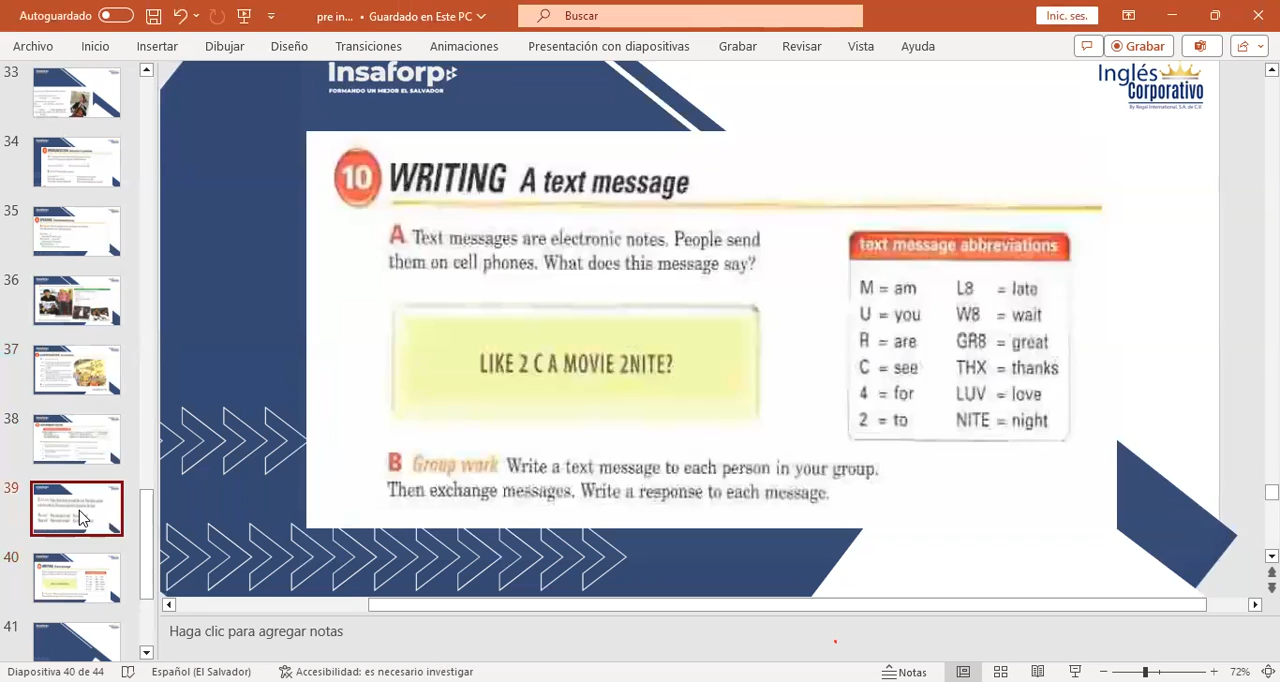 Autoguardado
pre in... • Guardado en Este PC
Buscar
Inic. ses.
Archivo Inicio Insertar Dibujar Diseño Transiciones Animaciones Presentación con diapositivas Grabar Revisar Vista Ayuda
Grabar
33
34
35
36
37
38
39
40
41
Insaforp
FORMANDO UN MEJOR EL SALVADOR
Inglés
Corporativo
By Regal International, S.A. de C.V.
10 WRITING A text message
A Text messages are electronic notes. People send
them on cell phones. What does this message say?
LIKE 2 C A MOVIE 2NITE?
text message abbreviations
M = am L8 = late
U = you W8 = wait
R = are GR8 = great
C = see THX = thanks
4 = for LUV = love
2 = to NITE = night
B Group work Write a text message to each person in your group.
Then exchange messages. Write a response to each message.
Haga clic para agregar notas
Diapositiva 40 de 44 Español (El Salvador) Accesibilidad: es necesario investigar Notas 72%